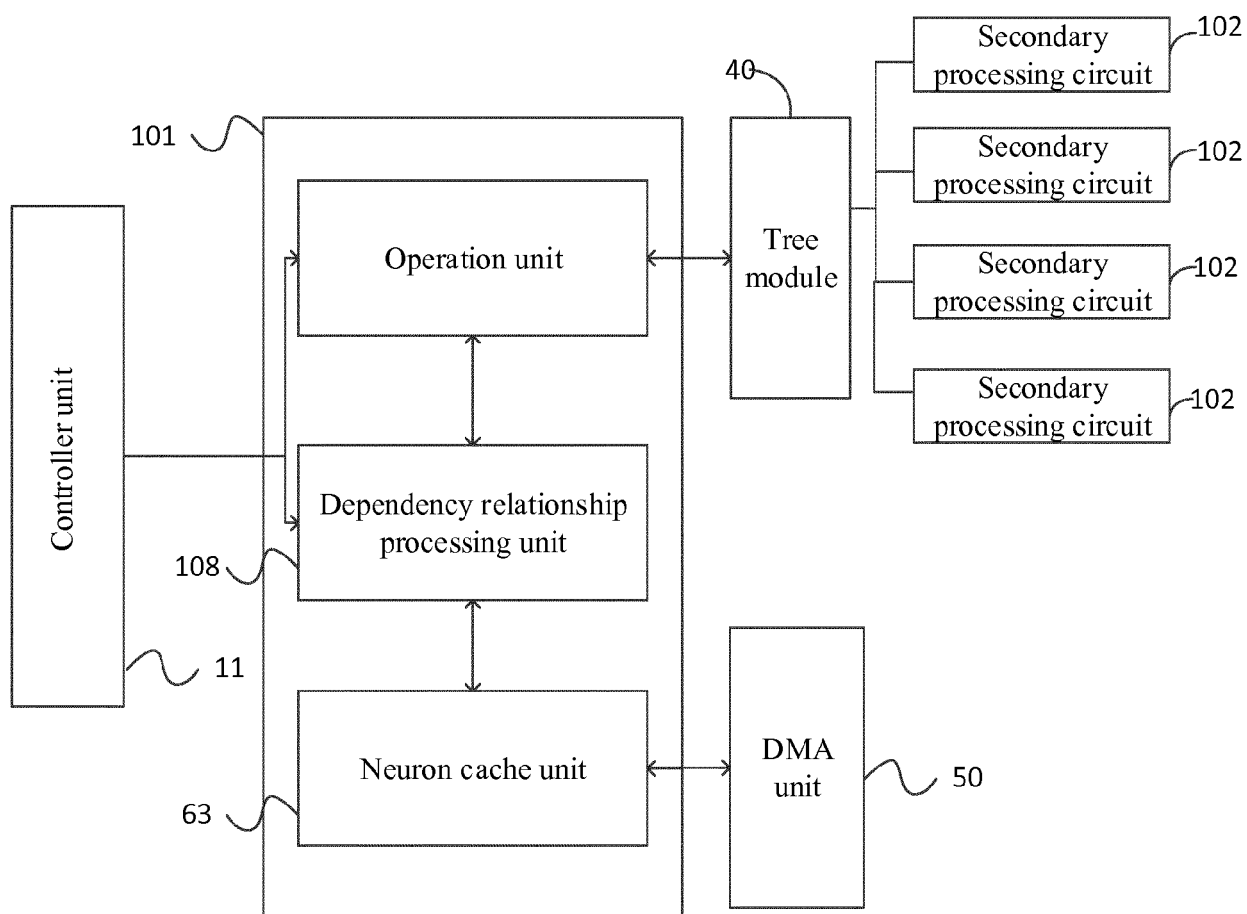 Secondary
processing circuit
102
40
101
Secondary
processing circuit
102
Operation unit
Tree
module
Secondary
processing circuit
102
Controller unit
Secondary
processing circuit
102
Dependency relationship
processing unit
108
11
Neuron cache unit
DMA
unit
50
63